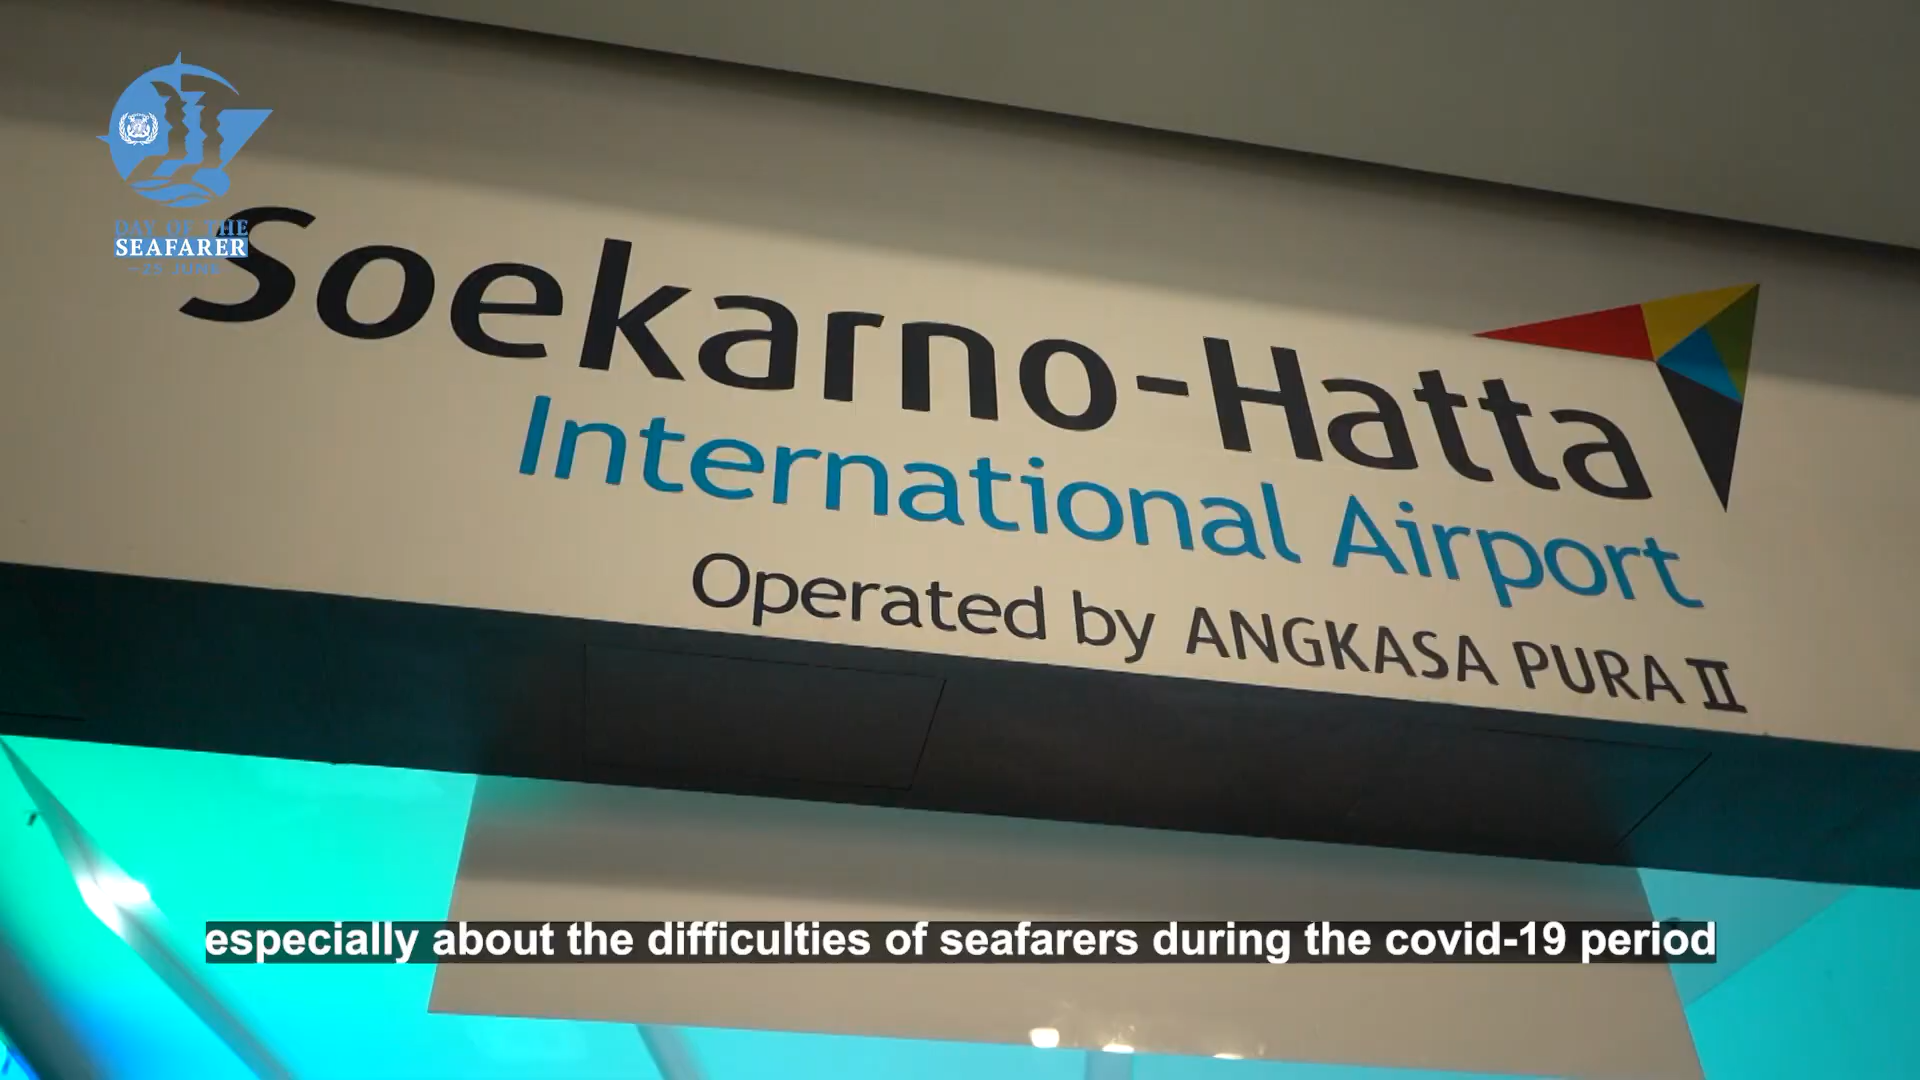 DAY OF THE
SEAFARER
25 JUNE
Soekarno-Hatta
International Airport
Operated by ANGKASA PURA II
especially about the difficulties of seafarers during the covid-19 period